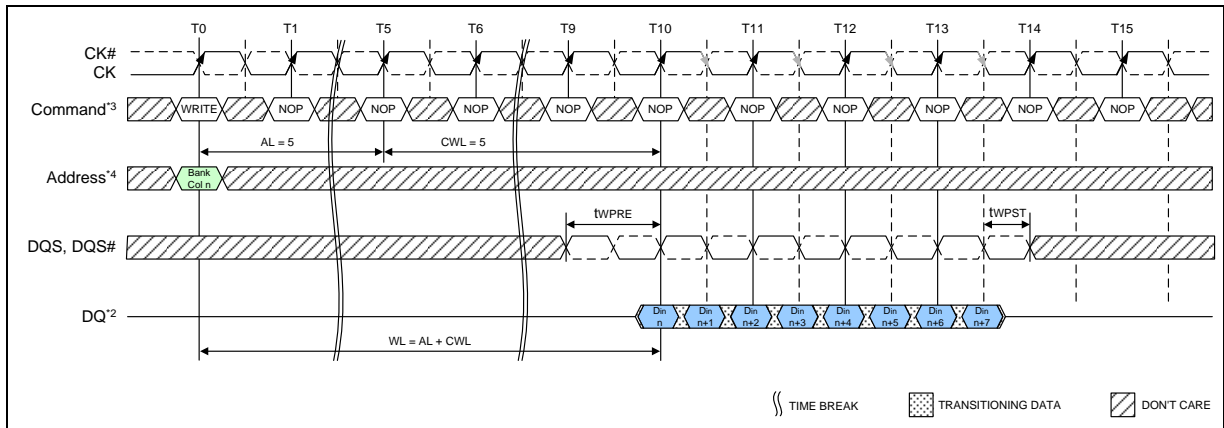 T0 T1 T5 T6 T9 T10 T11 T12 T13 T14 T15
CK#
CK
Command*3 WRITE NOP NOP NOP NOP NOP NOP NOP NOP NOP NOP
AL = 5 CWL = 5
Address*4 Bank
Col n
tWPRE tWPST
DQS, DQS#
DQ*2 Din Din Din Din Din Din Din Din
n n+1 n+2 n+3 n+4 n+5 n+6 n+7
WL = AL + CWL
TIME BREAK TRANSITIONING DATA DON'T CARE